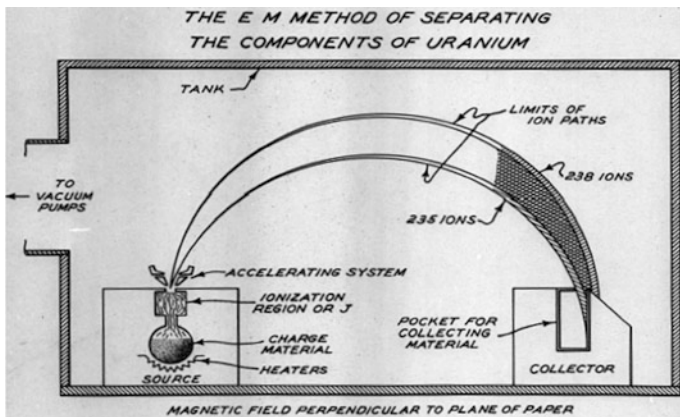 THE E M METHOD OF SEPARATING
THE COMPONENTS OF URANIUM
TANK
LIMITS OF
ION PATHS
238 IONS
235 IONS
TO
VACUUM
PUMPS
ACCELERATING SYSTEM
IONIZATION
REGION OR J
CHARGE
MATERIAL
HEATERS
SOURCE
POCKET FOR
COLLECTING
MATERIAL
COLLECTOR
MAGNETIC FIELD PERPENDICULAR TO PLANE OF PAPER